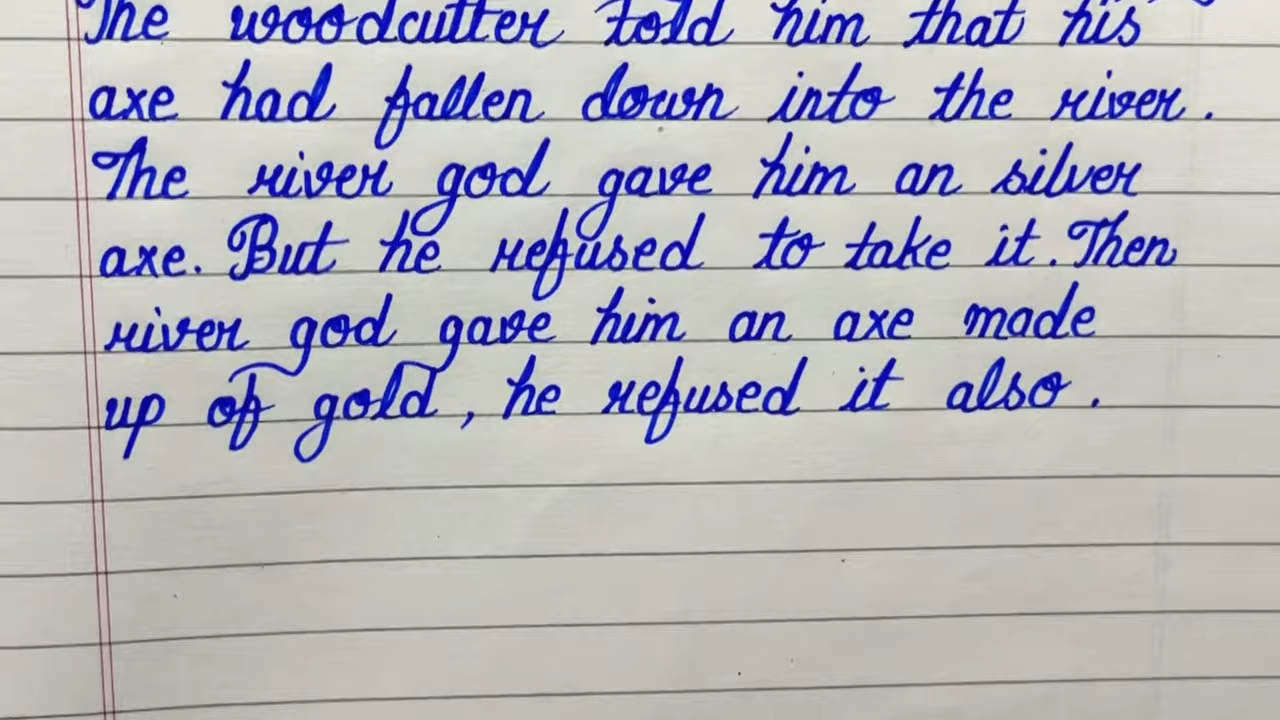 The woodcutter told him that his
axe had fallen down into the river.
The river god gave him an silver
axe. But he refused to take it. Then
river god gave him an axe made
up of gold, he refused it also.